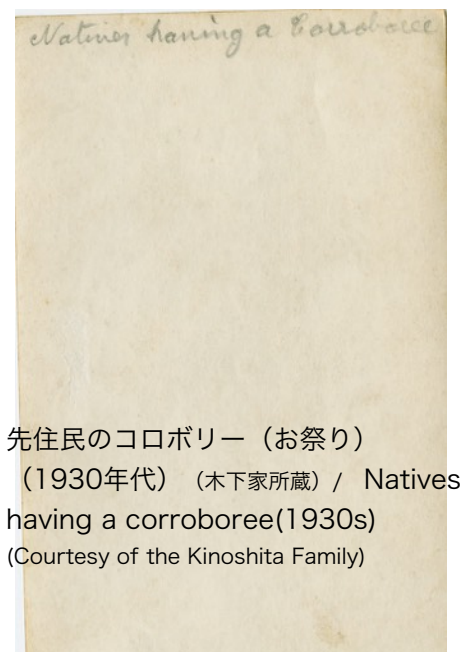 Natives having a Corroboree
先住民のコロボリー（お祭り）
（1930年代）（木下家所蔵）/ Natives
having a corroboree(1930s)
(Courtesy of the Kinoshita Family)